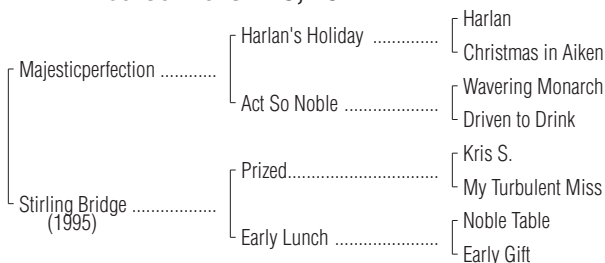 Majesticperfection ............
Stirling Bridge ..................
(1995)
Harlan's Holiday ..............
Act So Noble ....................
Prized................................
Early Lunch ......................
Harlan
Christmas in Aiken
Wavering Monarch
Driven to Drink
Kris S.
My Turbulent Miss
Noble Table
Early Gift